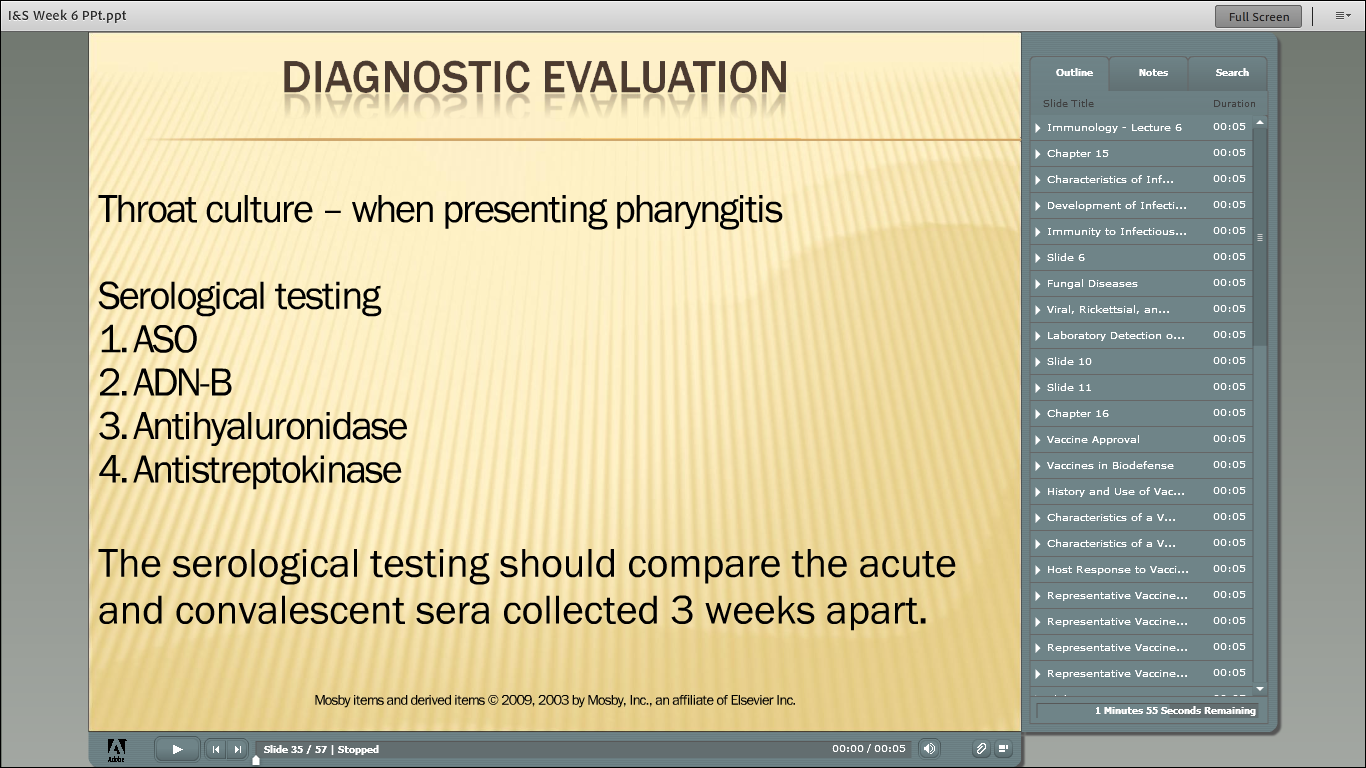 I&S Week 6 PPt.ppt
Full Screen
DIAGNOSTIC EVALUATION
Throat culture – when presenting pharyngitis
Serological testing
1. ASO
2. ADN-B
3. Antihyaluronidase
4. Antistreptokinase
The serological testing should compare the acute
and convalescent sera collected 3 weeks apart.
Mosby items and derived items © 2009, 2003 by Mosby, Inc., an affiliate of Elsevier Inc.
Outline Notes Search
Slide Title Duration
Immunology - Lecture 6 00:05
Chapter 15 00:05
Characteristics of Inf... 00:05
Development of Infecti... 00:05
Immunity to Infectious... 00:05
Slide 6 00:05
Fungal Diseases 00:05
Viral, Rickettsial, an... 00:05
Laboratory Detection o... 00:05
Slide 10 00:05
Slide 11 00:05
Chapter 16 00:05
Vaccine Approval 00:05
Vaccines in Biodefense 00:05
History and Use of Vac... 00:05
Characteristics of a V... 00:05
Characteristics of a V... 00:05
Host Response to Vacci... 00:05
Representative Vaccine... 00:05
Representative Vaccine... 00:05
Representative Vaccine... 00:05
Representative Vaccine... 00:05
1 Minutes 55 Seconds Remaining
Adobe
Slide 35 / 57 | Stopped
00:00 / 00:05